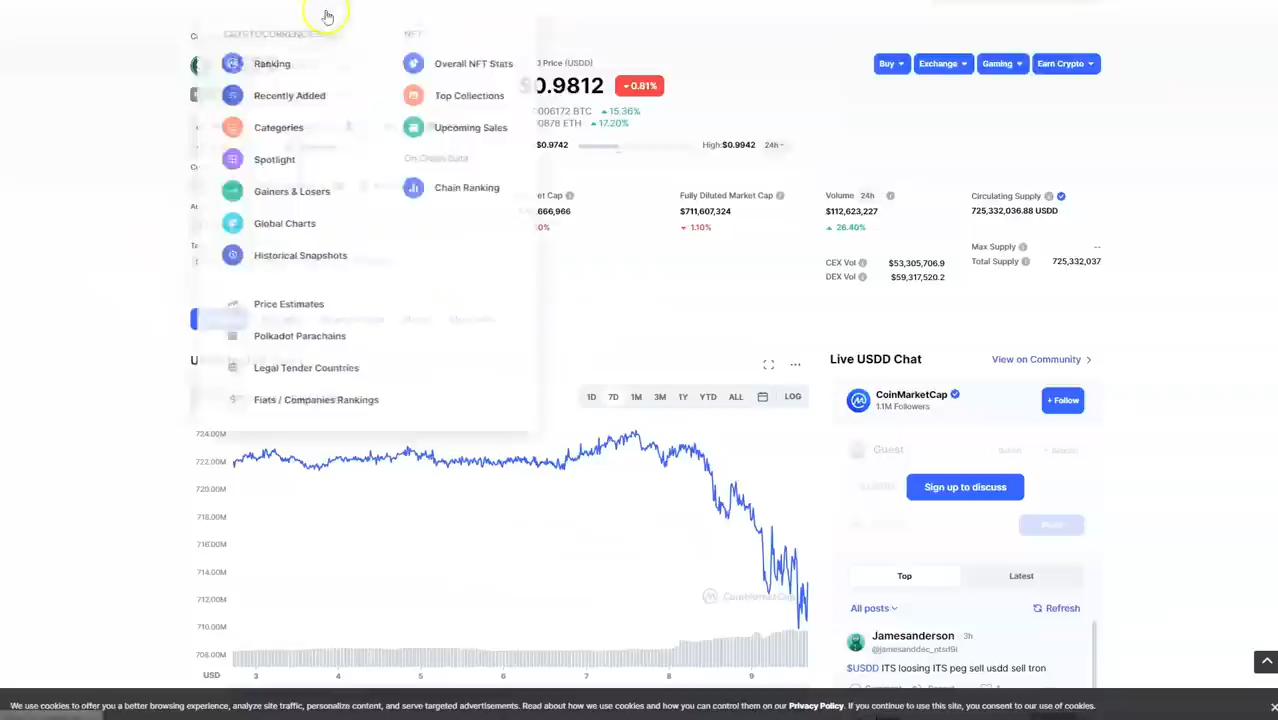 CRYPTOCURRENCIES
NFT
Ranking
Recently Added
Categories
Spotlight
Gainers & Losers
Global Charts
Historical Snapshots
Price Estimates
Polkadot Parachains
Legal Tender Countries
Fiats / Companies Rankings
Overall NFT Stats
Top Collections
Upcoming Sales
On Chain Data
Chain Ranking
Price (USDD)
0.9812
0.81%
006172 BTC 15.36%
00878 ETH 17.20%
$0.9742
High:$0.9942 24h
Buy
Exchange
Gaming
Earn Crypto
Cap
666,966
Fully Diluted Market Cap
$711,607,324
1.10%
Volume 24h
$112,623,227
26.40%
CEX Vol $53,305,706.9
DEX Vol $59,317,520.2
Circulating Supply
725,332,036.88 USDD
Max Supply --
Total Supply 725,332,037
1D 7D 1M 3M 1Y YTD ALL LOG
724.00M
722.00M
720.00M
718.00M
716.00M
714.00M
712.00M
710.00M
708.00M
USD 3 4 5 6 7 8 9
CoinMarketCap
Live USDD Chat
View on Community
CoinMarketCap
1.1M Followers
+ Follow
Guest
Sign up to discuss
Top
Latest
All posts
Refresh
Jamesanderson 3h
@jamesanddec_ntsrl9i
$USDD ITS loosing ITS peg sell usdd sell tron
We use cookies to offer you a better browsing experience, analyze site traffic, personalize content, and serve targeted advertisements. Read about how we use cookies and how you can control them on our Privacy Policy. If you continue to use this site, you consent to our use of cookies.